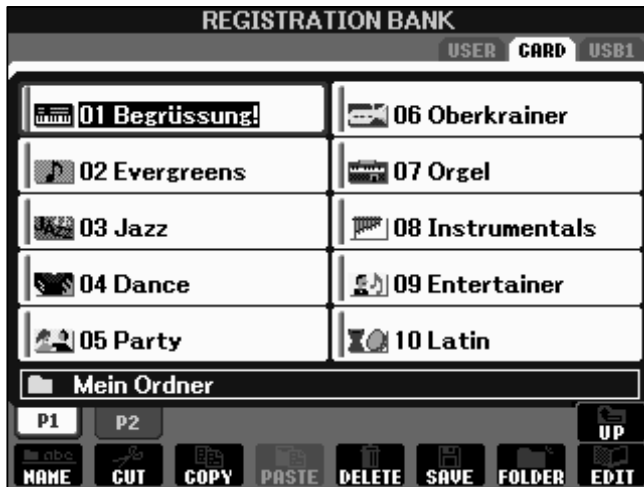 REGISTRATION BANK
USER CARD USB1
01 Begrüssung!
06 Oberkrainer
02 Evergreens
07 Orgel
JAZZ 03 Jazz
08 Instrumentals
04 Dance
09 Entertainer
05 Party
10 Latin
Mein Ordner
P1 P2
UP
abc
NAME CUT COPY PASTE DELETE SAVE FOLDER EDIT